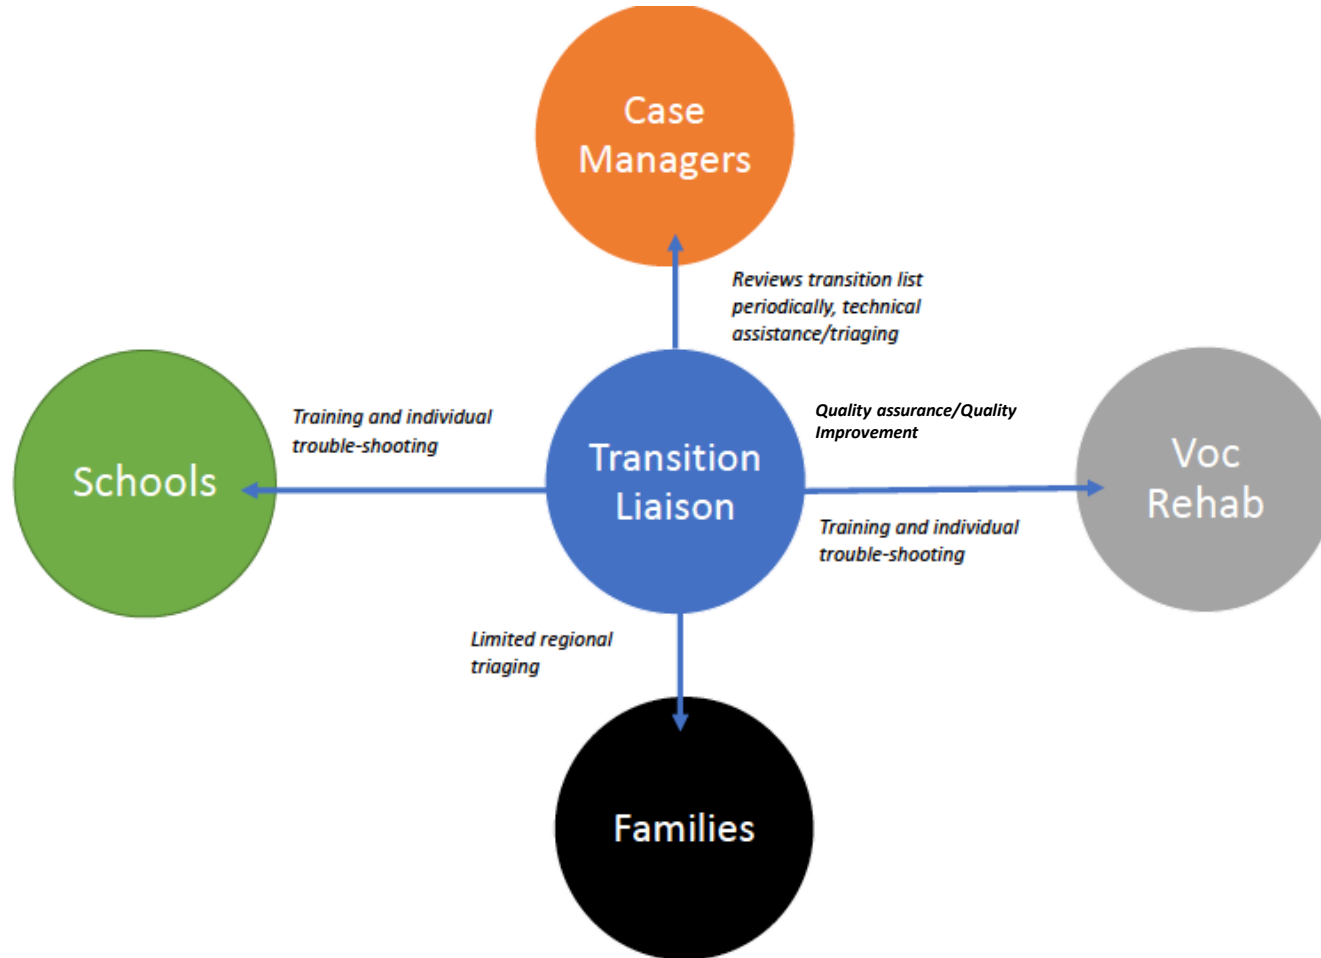 Case
Managers
Reviews transition list
periodically, technical
assistance/triaging
Training and individual
trouble-shooting
Quality assurance/Quality
Improvement
Schools
Transition
Liaison
Voc
Rehab
Training and individual
trouble-shooting
Limited regional
triaging
Families